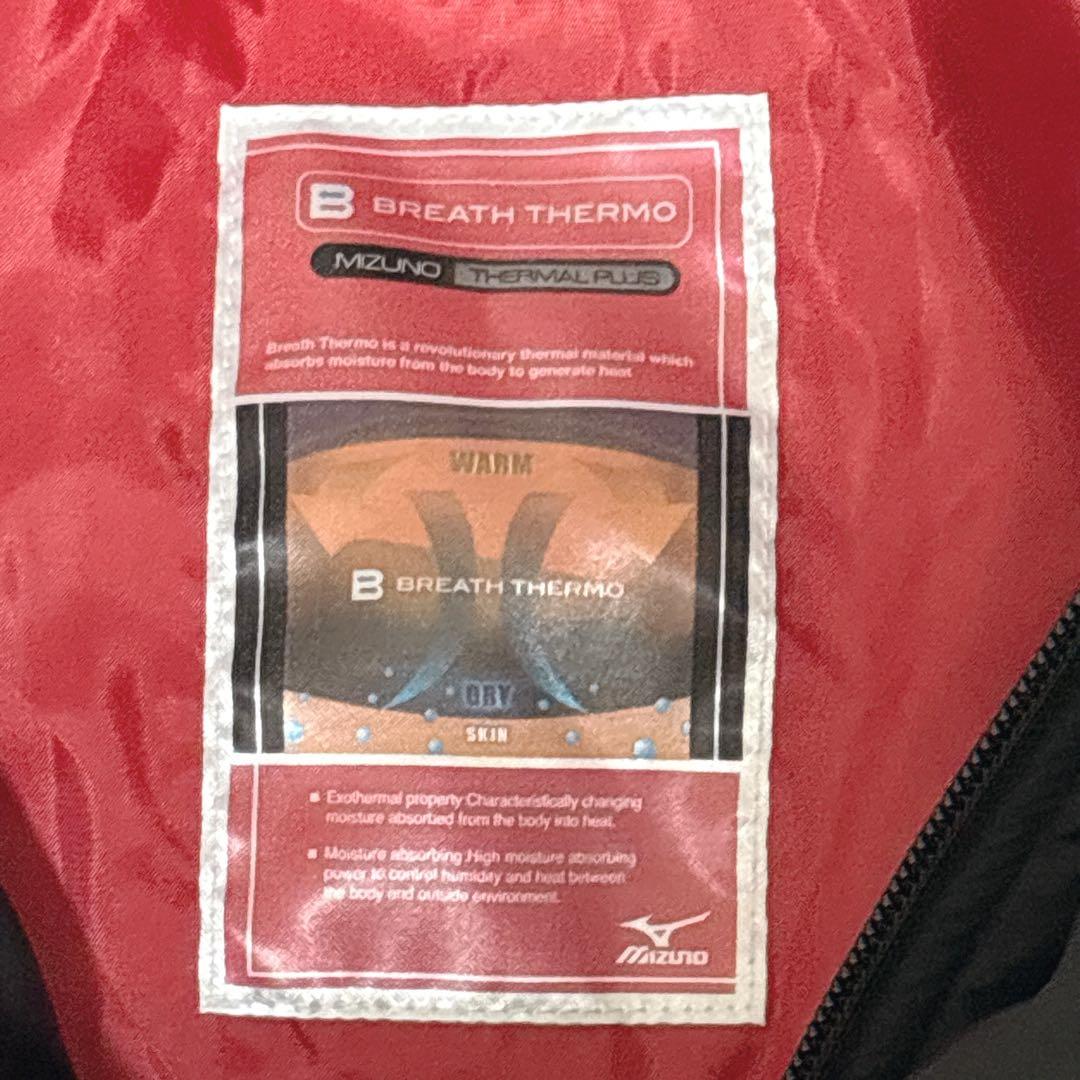 B BREATH THERMO
MIZUNO THERMAL PLUS
Breath Thermo is a revolutionary thermal material which
absorbs moisture from the body to generate heat
WARM
B BREATH THERMO
DRY
SKIN
■ Exothermal property:Characteristically changing
moisture absorbed from the body into heat.
■ Moisture absorbing:High moisture absorbing
power to control humidity and heat between
the body and outside environment.
MIZUNO